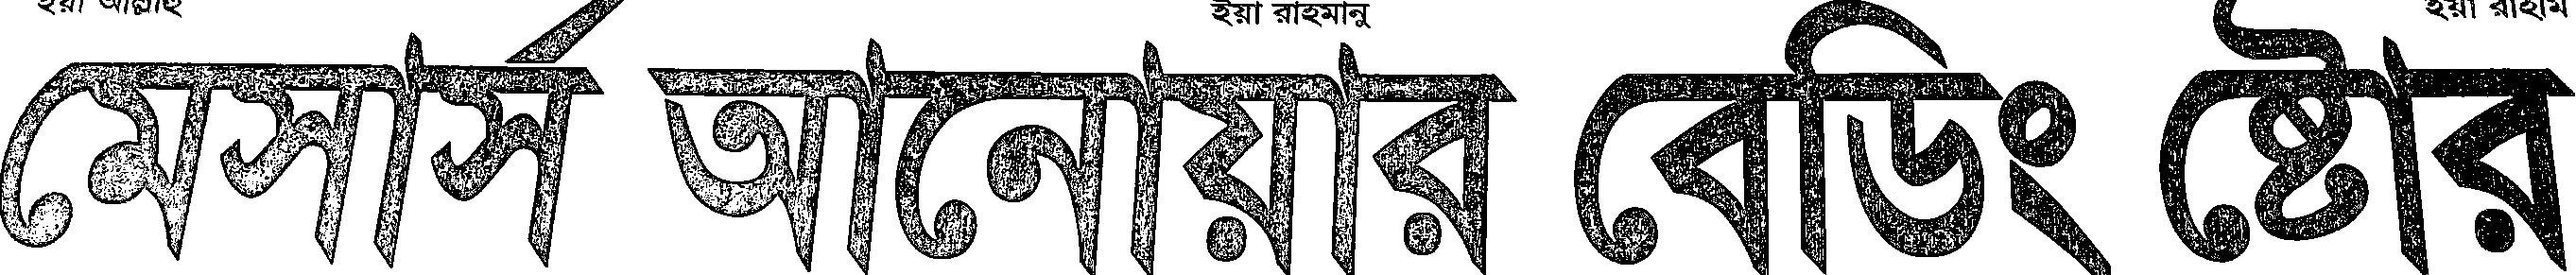 ইয়া আল্লাহু ইয়া রাহমানু ইয়া রাহীম
মেসার্স আনোয়ার বেডিং ষ্টোর